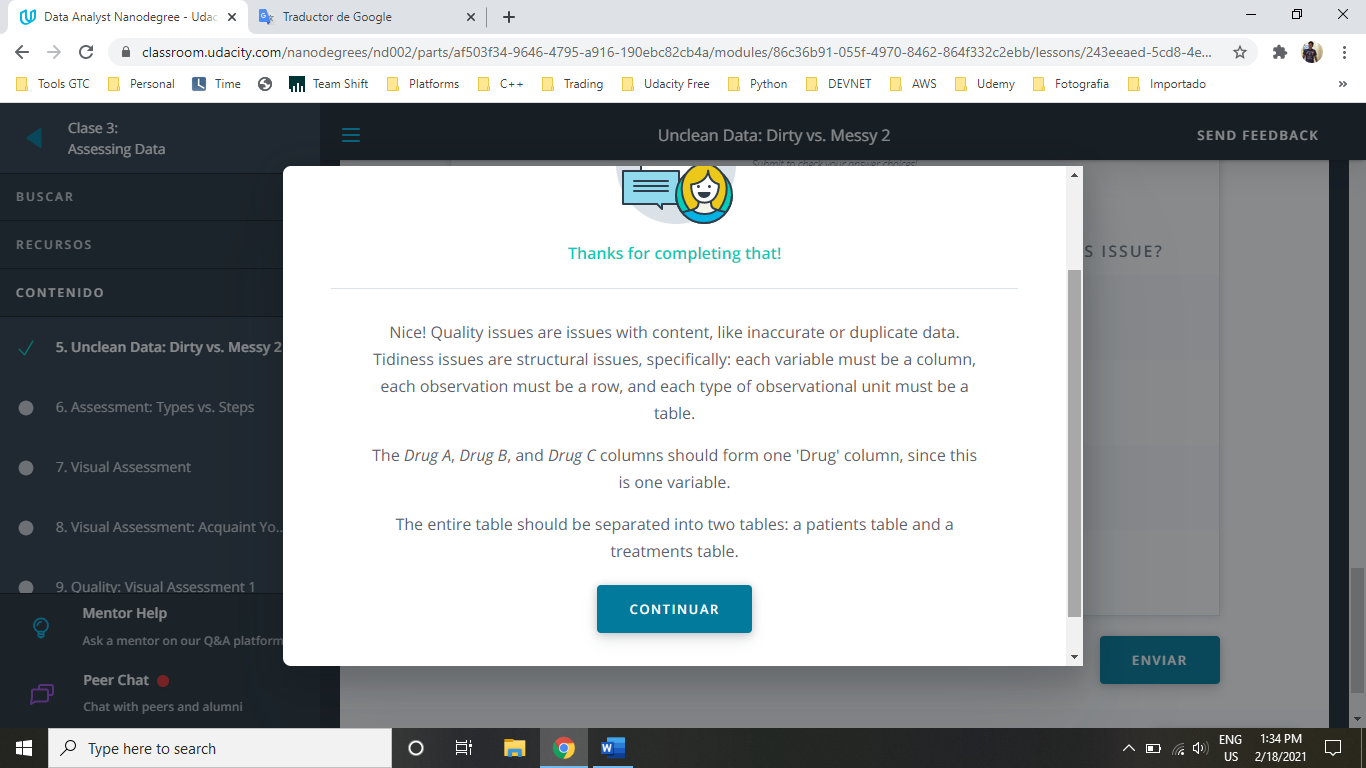 Data Analyst Nanodegree - Udac
Traductor de Google
classroom.udacity.com/nanodegrees/nd002/parts/af503f34-9646-4795-a916-190ebc82cb4a/modules/86c36b91-055f-4970-8462-864f332c2ebb/lessons/243eeaed-5cd8-4e...
Tools GTC
Personal
Time
Team Shift
Platforms
C++
Trading
Udacity Free
Python
DEVNET
AWS
Udemy
Fotografia
Importado
»
Clase 3:
Assessing Data
Unclean Data: Dirty vs. Messy 2
SEND FEEDBACK
Submit to check your answer choices!
BUSCAR
RECURSOS
CONTENIDO
5. Unclean Data: Dirty vs. Messy 2
6. Assessment: Types vs. Steps
7. Visual Assessment
8. Visual Assessment: Acquaint Yo...
9. Quality: Visual Assessment 1
Mentor Help
Ask a mentor on our Q&A platform
Peer Chat
Chat with peers and alumni
S ISSUE?
Thanks for completing that!
Nice! Quality issues are issues with content, like inaccurate or duplicate data.
Tidiness issues are structural issues, specifically: each variable must be a column,
each observation must be a row, and each type of observational unit must be a
table.
The Drug A, Drug B, and Drug C columns should form one 'Drug' column, since this
is one variable.
The entire table should be separated into two tables: a patients table and a
treatments table.
CONTINUAR
ENVIAR
Type here to search
W
ENG
US
1:34 PM
2/18/2021